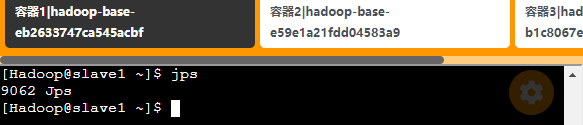 容器1|hadoop-base-
eb2633747ca545acbf
容器2|hadoop-base-
e59e1a21fdd04583a9
容器3|hadoop-
b1c8067e
[Hadoop@slave1 ~]$ jps
9062 Jps
[Hadoop@slave1 ~]$